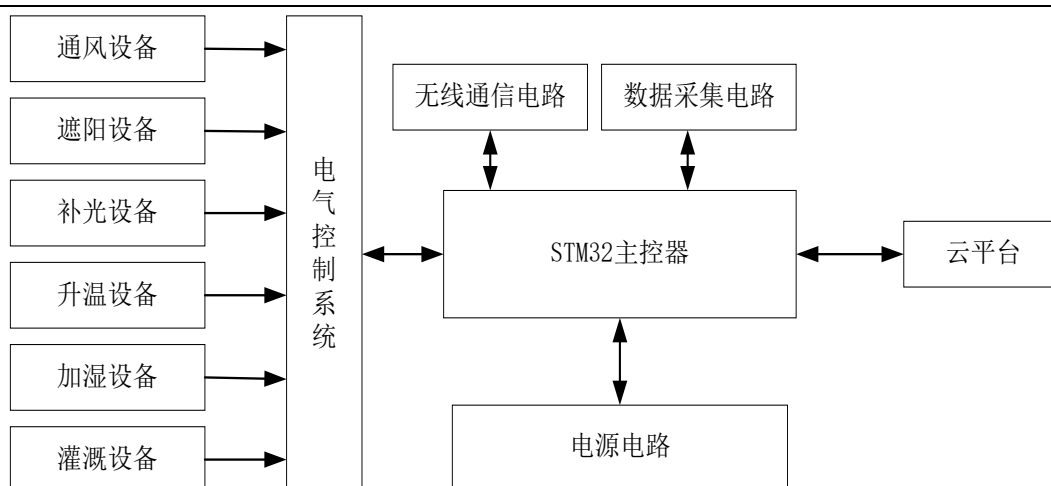 通风设备
遮阳设备
补光设备
升温设备
加湿设备
灌溉设备
电气控制系统
无线通信电路
数据采集电路
STM32主控器
云平台
电源电路